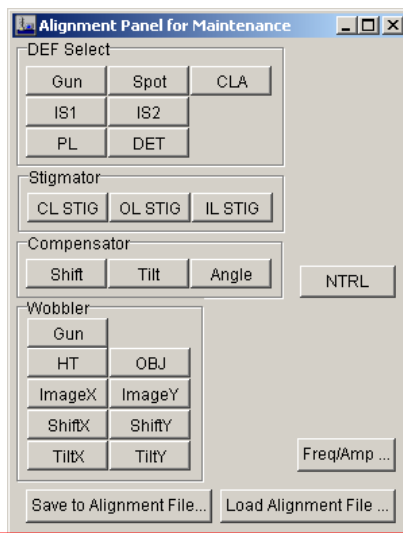 Alignment Panel for Maintenance
DEF Select
Gun Spot CLA
IS1 IS2
PL DET
Stigmator
CL STIG OL STIG IL STIG
Compensator
Shift Tilt Angle
NTRL
Wobbler
Gun
HT OBJ
ImageX ImageY
ShiftX ShiftY
TiltX TiltY
Freq/Amp ...
Save to Alignment File... Load Alignment File ...